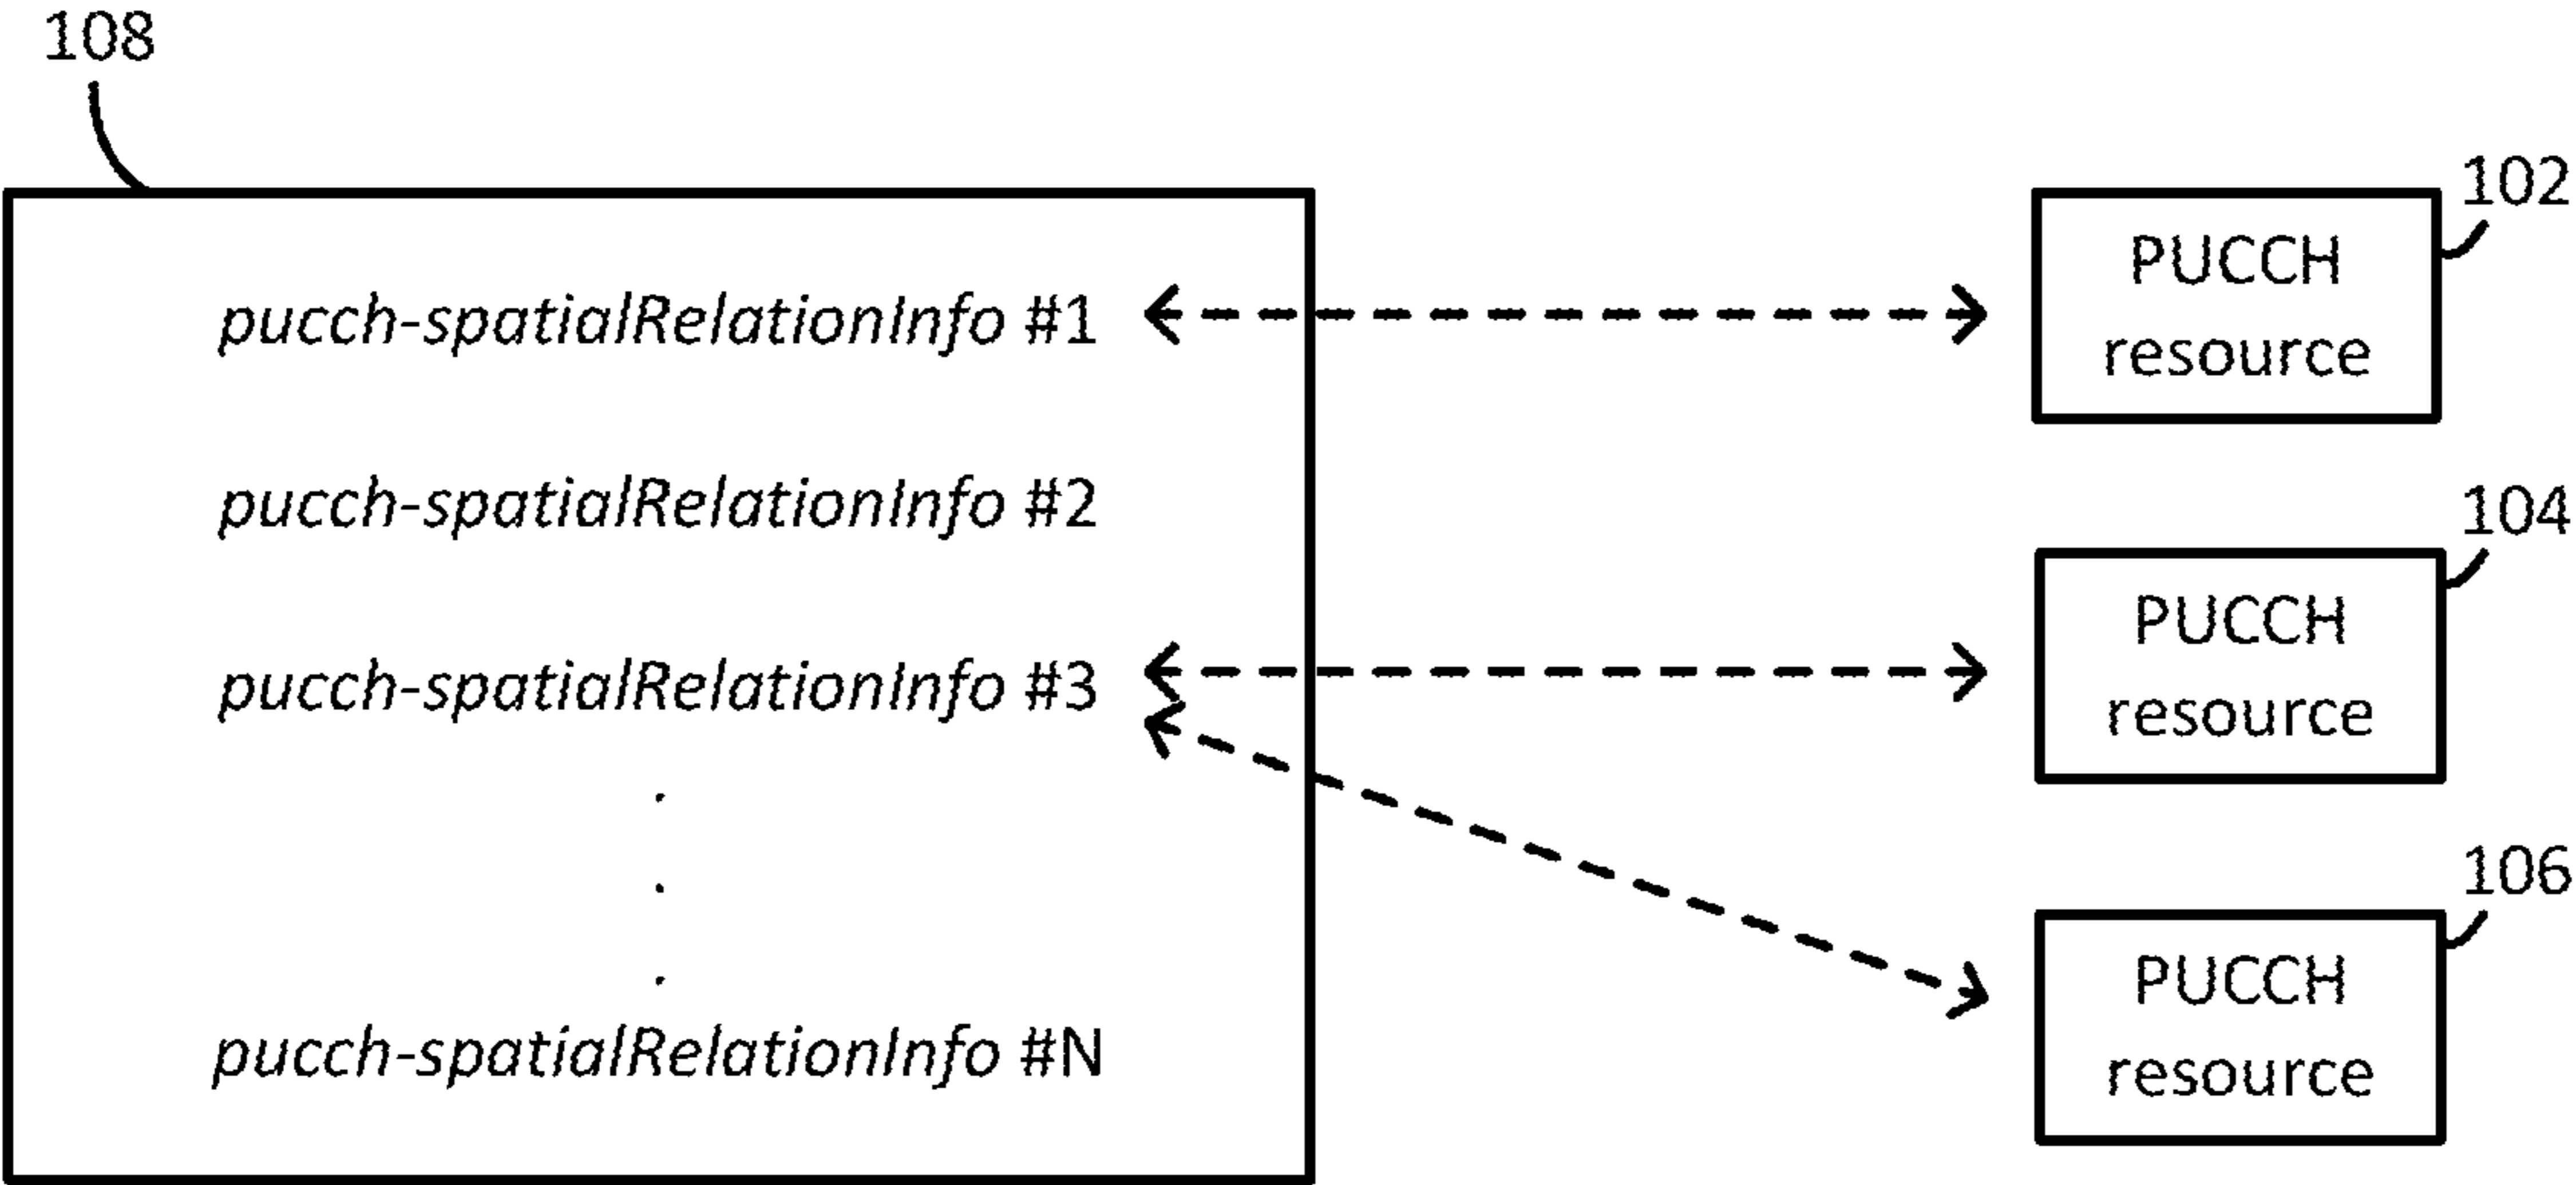 108
pucch-spatialRelationInfo #1
pucch-spatialRelationInfo #2
pucch-spatialRelationInfo #3
.
.
.
pucch-spatialRelationInfo #N
102
PUCCH
resource
104
PUCCH
resource
106
PUCCH
resource